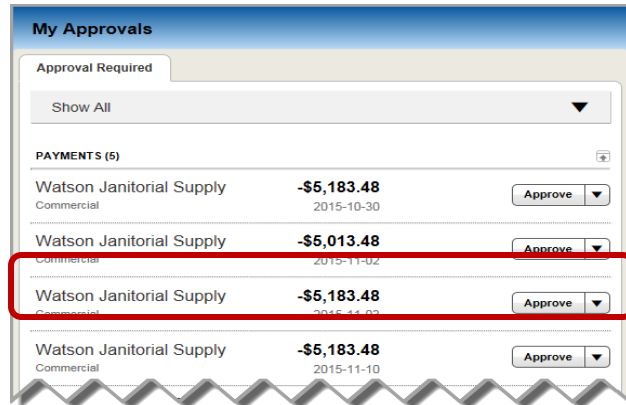 My Approvals
Approval Required
Show All
PAYMENTS (5)
Watson Janitorial Supply -$5,183.48
Commercial 2015-10-30 Approve
Watson Janitorial Supply -$5,013.48
Commercial 2015-11-02 Approve
Watson Janitorial Supply -$5,183.48
Commercial Approve
Watson Janitorial Supply -$5,183.48
Commercial 2015-11-10 Approve